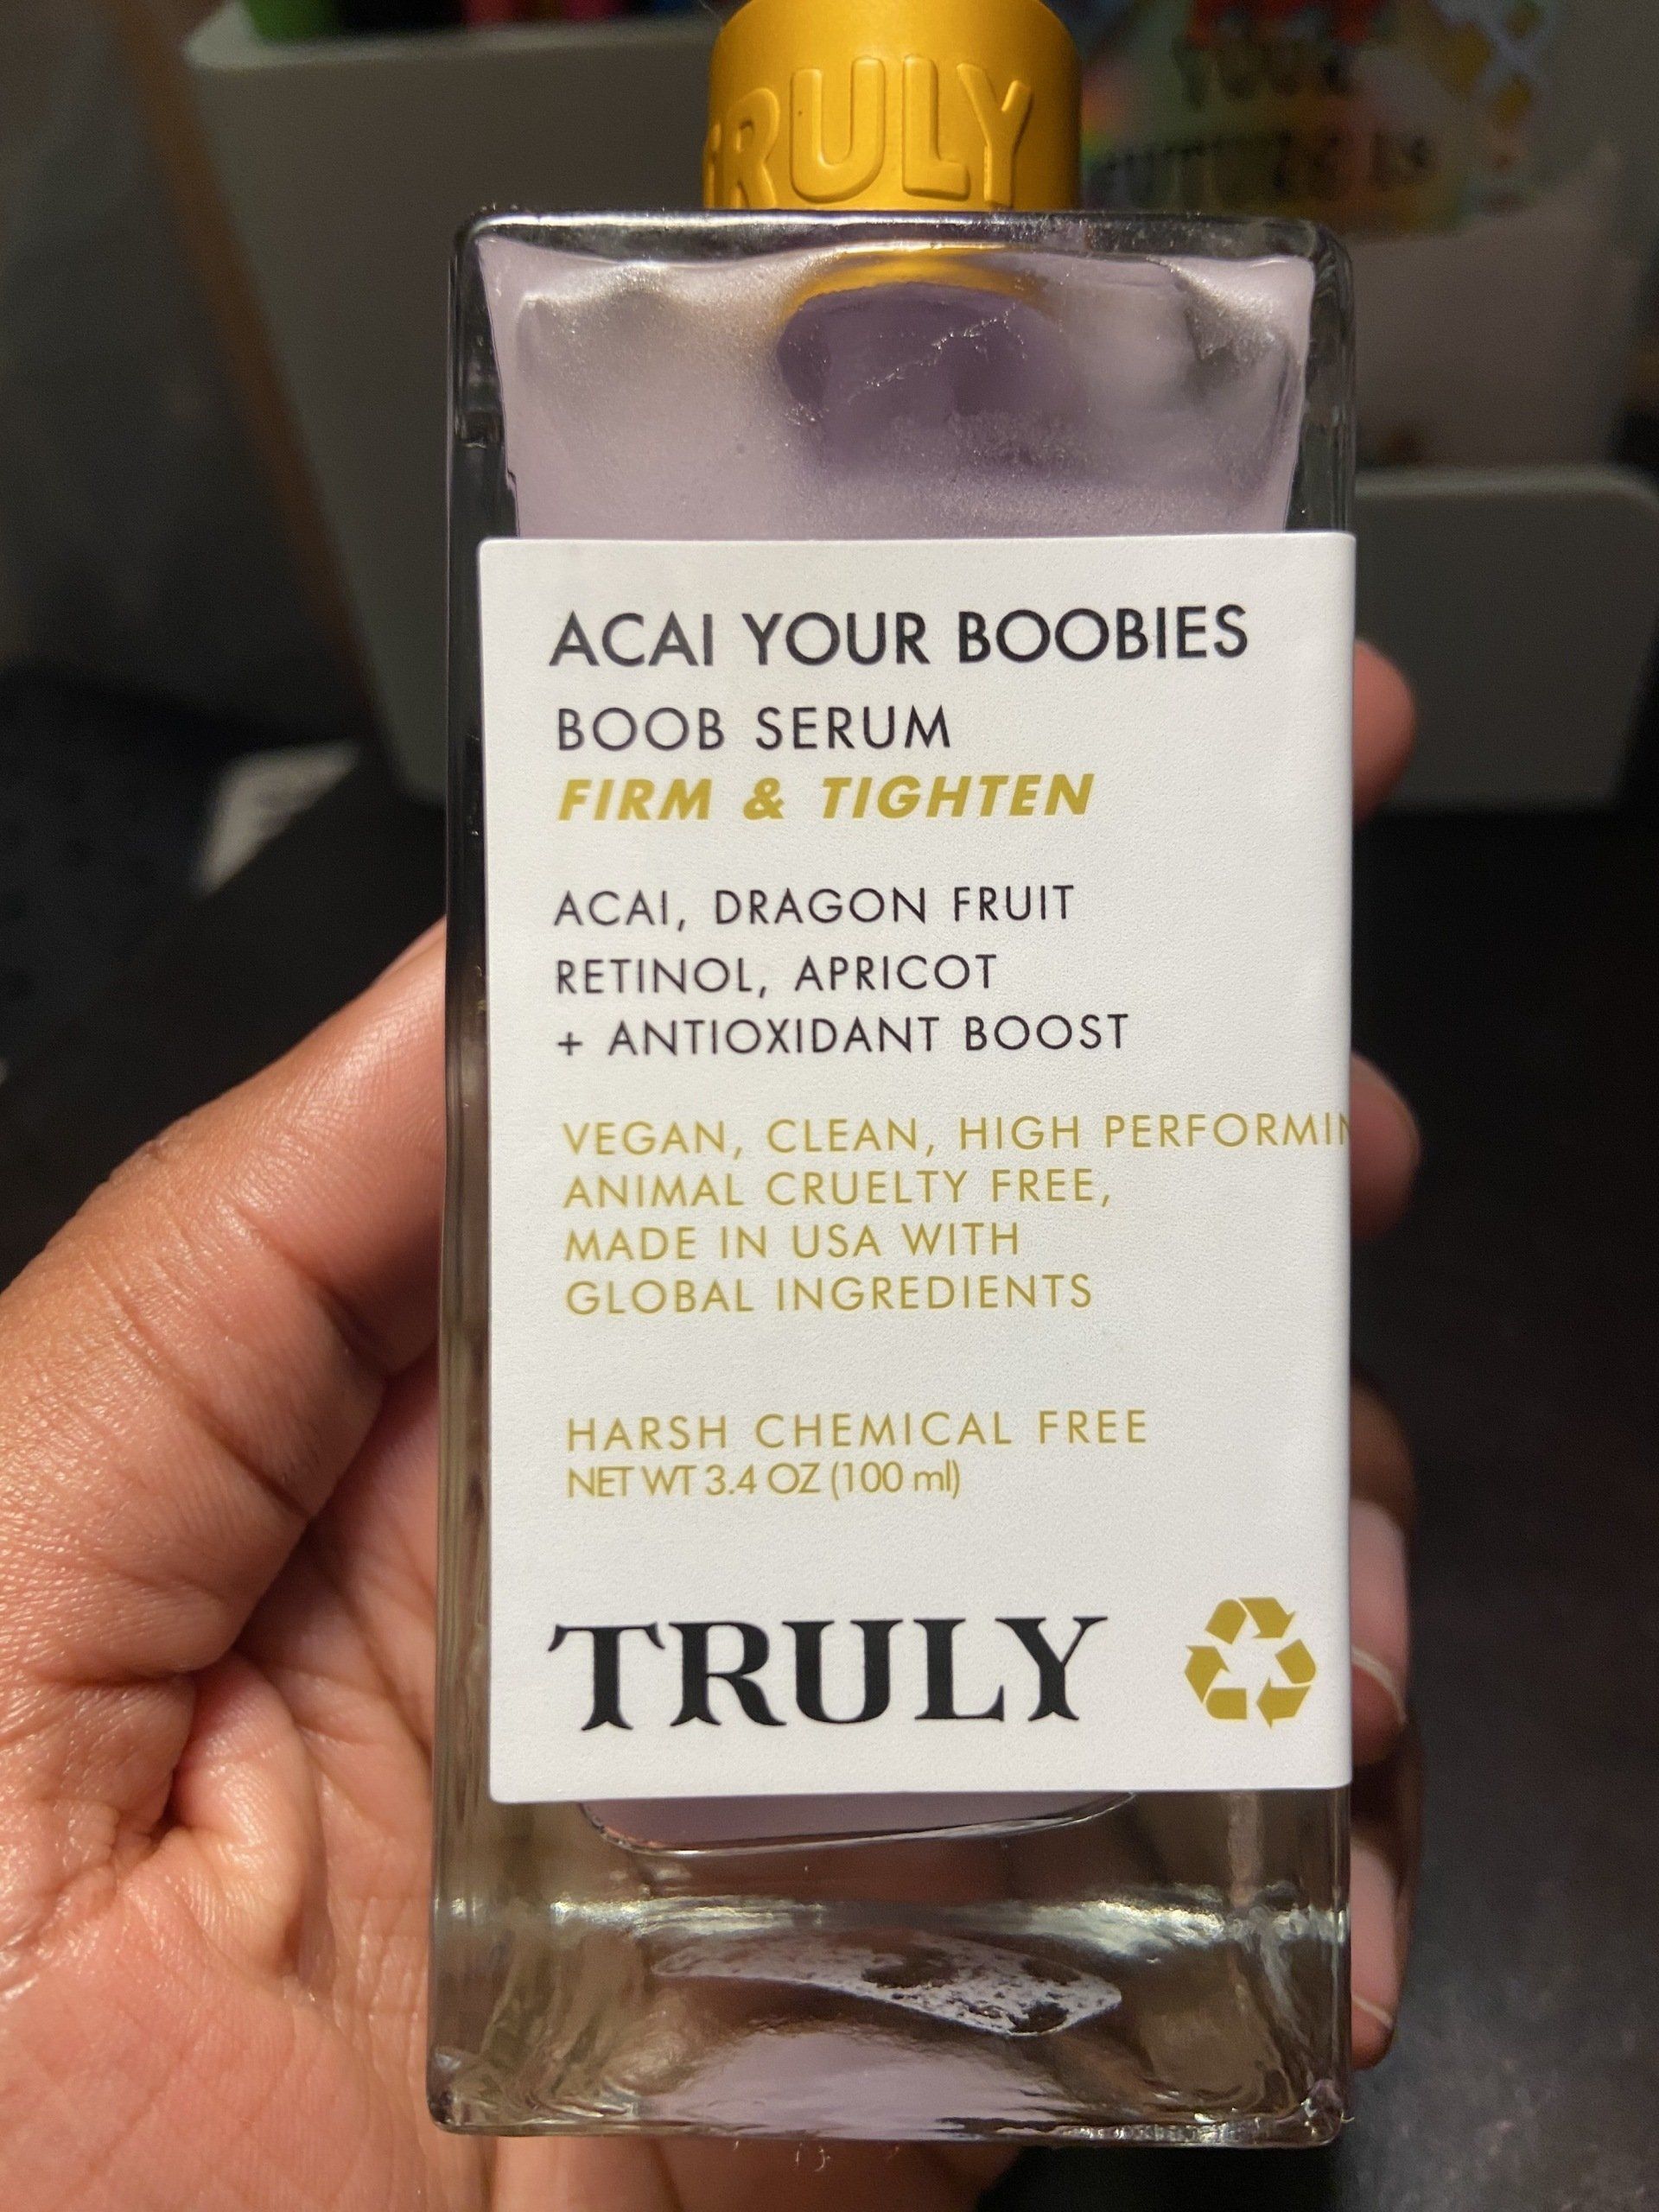 TRULY
ACAI YOUR BOOBIES
BOOB SERUM
FIRM & TIGHTEN
ACAI, DRAGON FRUIT
RETINOL, APRICOT
+ ANTIOXIDANT BOOST
VEGAN, CLEAN, HIGH PERFORMIN
ANIMAL CRUELTY FREE,
MADE IN USA WITH
GLOBAL INGREDIENTS
HARSH CHEMICAL FREE
NET WT 3.4 OZ (100 ml)
TRULY